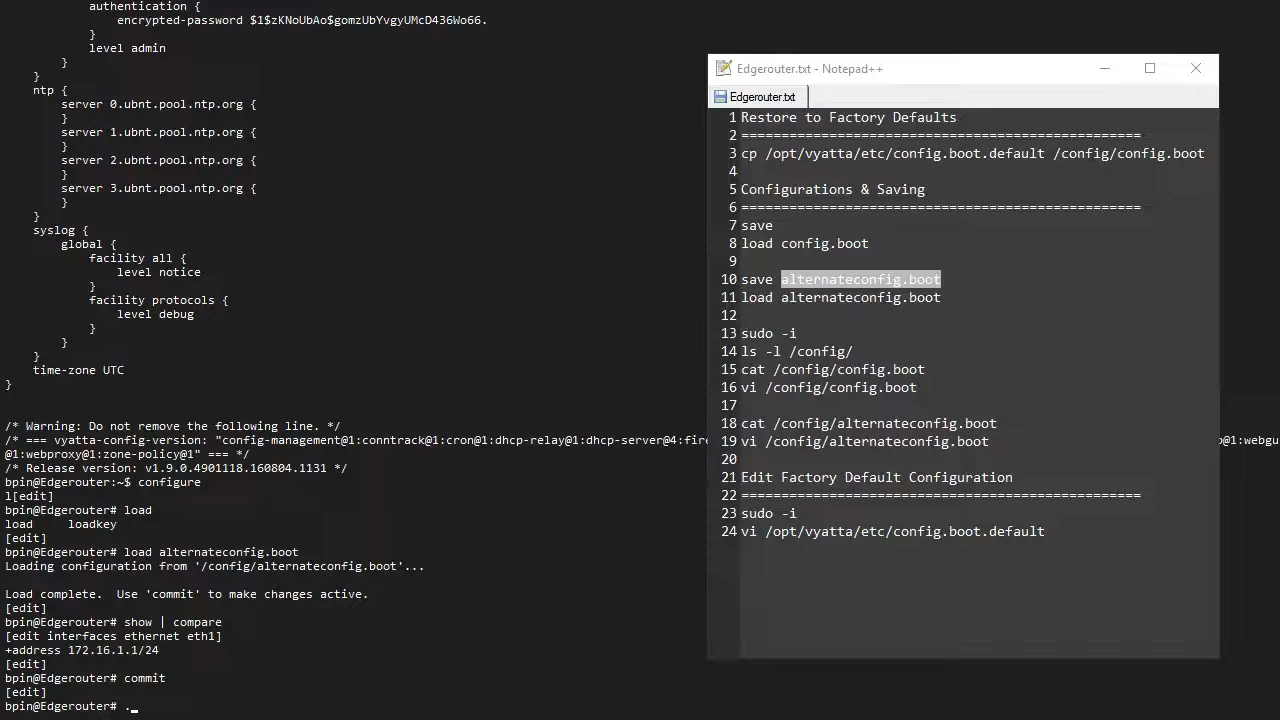 authentication {
encrypted-password $1$zKNoUbAo$gomzUbYvgyUMcD436Wo66.
}
level admin
}
}
ntp {
server 0.ubnt.pool.ntp.org {
}
server 1.ubnt.pool.ntp.org {
}
server 2.ubnt.pool.ntp.org {
}
server 3.ubnt.pool.ntp.org {
}
}
syslog {
global {
facility all {
level notice
}
facility protocols {
level debug
}
}
}
time-zone UTC
}
/* Warning: Do not remove the following line. */
/* === vyatta-config-version: "config-management@1:conntrack@1:cron@1:dhcp-relay@1:dhcp-server@4:fire
@1:webgu
@1:webproxy@1:zone-policy@1" === */
/* Release version: v1.9.0.4901118.160804.1131 */
bpin@Edgerouter:~$ configure
l[edit]
bpin@Edgerouter# load
load loadkey
[edit]
bpin@Edgerouter# load alternateconfig.boot
Loading configuration from '/config/alternateconfig.boot'...
Load complete. Use 'commit' to make changes active.
[edit]
bpin@Edgerouter# show | compare
[edit interfaces ethernet eth1]
+address 172.16.1.1/24
[edit]
bpin@Edgerouter# commit
[edit]
bpin@Edgerouter# ._
Edgerouter.txt - Notepad++
Edgerouter.txt
1 Restore to Factory Defaults
2 ==================================================
3 cp /opt/vyatta/etc/config.boot.default /config/config.boot
4
5 Configurations & Saving
6 ==================================================
7 save
8 load config.boot
9
10 save alternateconfig.boot
11 load alternateconfig.boot
12
13 sudo -i
14 ls -l /config/
15 cat /config/config.boot
16 vi /config/config.boot
17
18 cat /config/alternateconfig.boot
19 vi /config/alternateconfig.boot
20
21 Edit Factory Default Configuration
22 ==================================================
23 sudo -i
24 vi /opt/vyatta/etc/config.boot.default